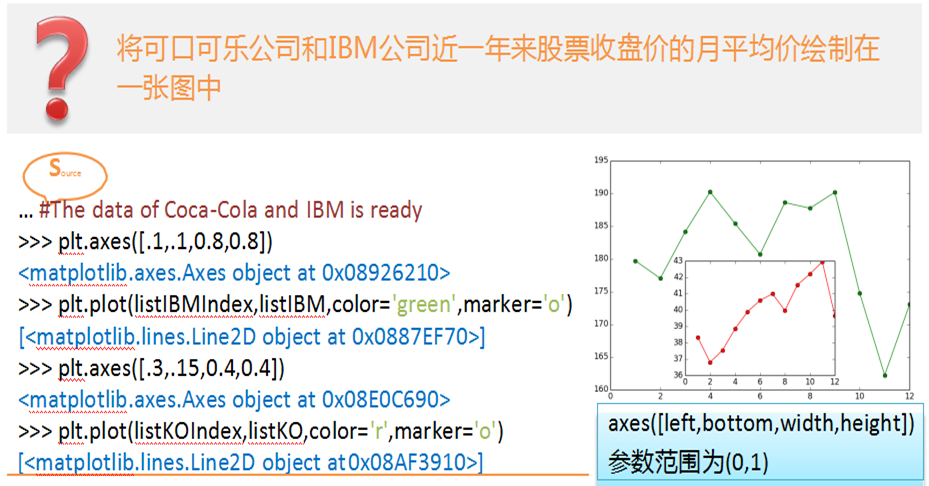 将可口可乐公司和IBM公司近一年来股票收盘价的月平均价绘制在
一张图中
Source
... #The data of Coca-Cola and IBM is ready
>>> plt.axes([.1,.1,0.8,0.8])
<matplotlib.axes.Axes object at 0x08926210>
>>> plt.plot(listIBMIndex,listIBM,color='green',marker='o')
[<matplotlib.lines.Line2D object at 0x0887EF70>]
>>> plt.axes([.3,.15,0.4,0.4])
<matplotlib.axes.Axes object at 0x08E0C690>
>>> plt.plot(listKOIndex,listKO,color='r',marker='o')
[<matplotlib.lines.Line2D object at0x08AF3910>]
195
190
185
180
175
170
165
160
0 2 4 6 8 10 12
43
42
41
40
39
38
37
36
0 2 4 6 8 10 12
axes([left,bottom,width,height])
参数范围为(0,1)